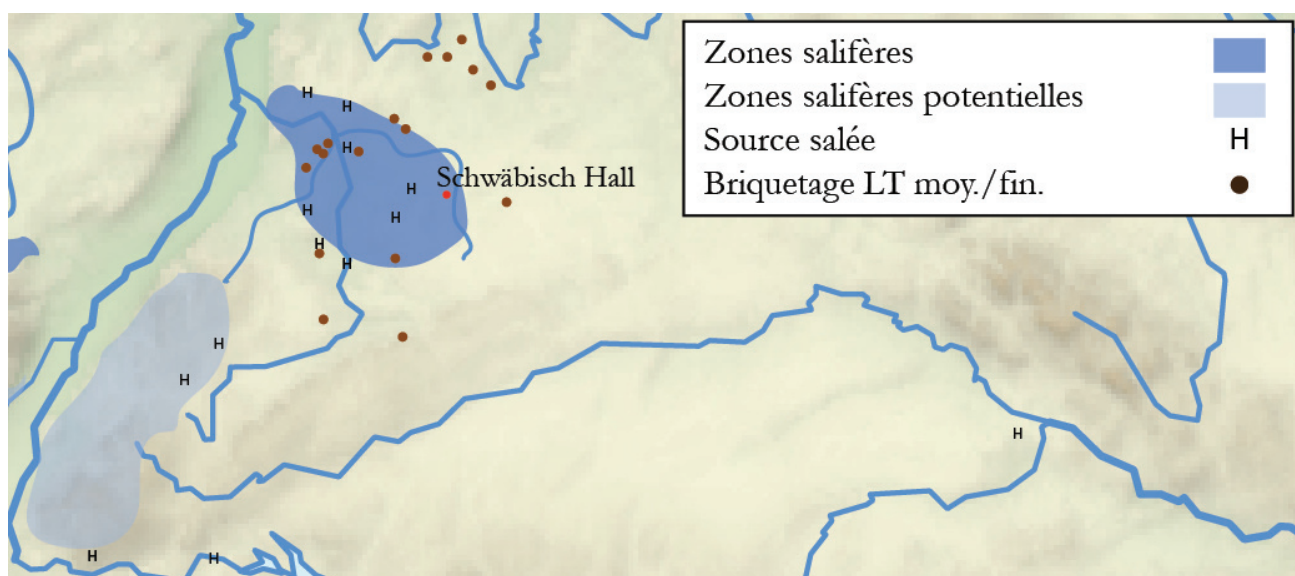 Zones salifères
Zones salifères potentielles
Source salée H
Briquetage LT moy./fin.
H
H
H
Schwäbisch Hall
H
H
H
H
H
H
H
H
H
H